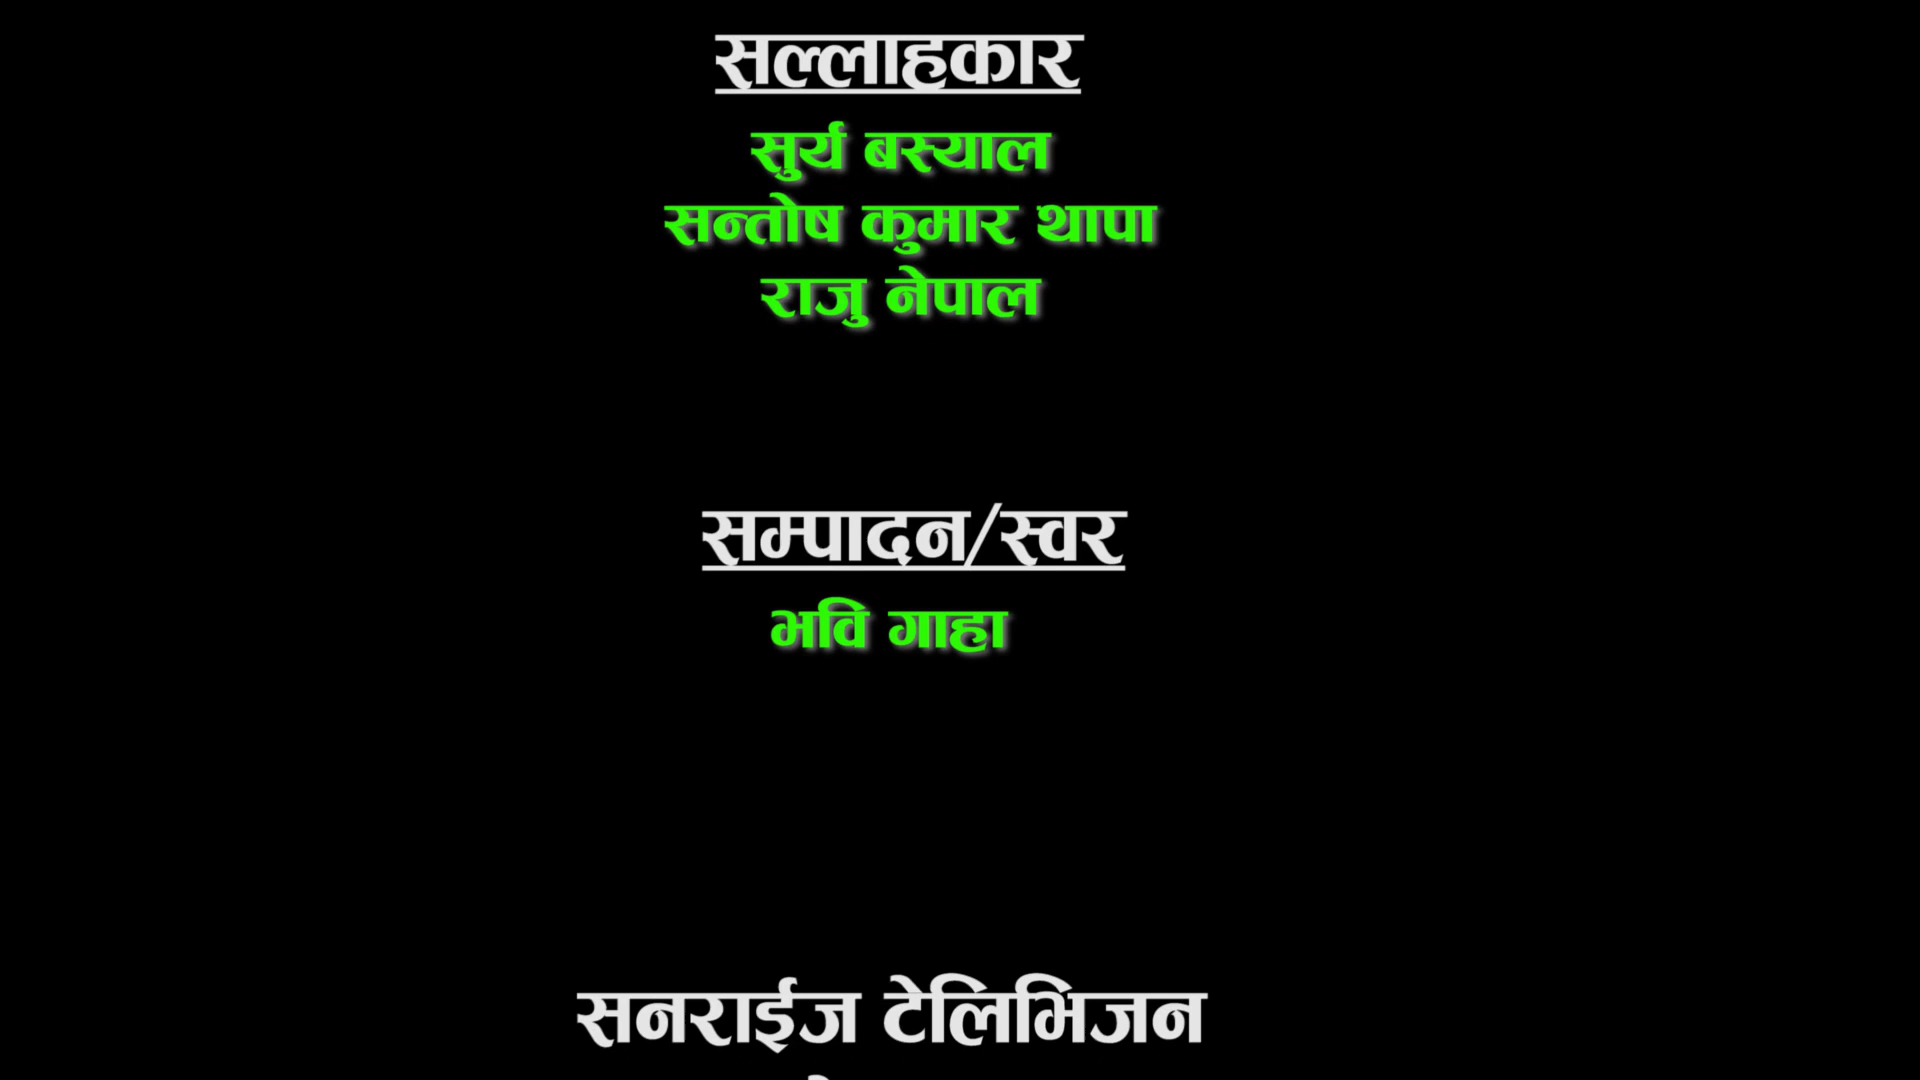 सल्लाहकार
सुर्य बस्याल
सन्तोष कुमार थापा
राजु नेपाल
सम्पादन/स्वर
भवि गाहा
सनराईज टेलिभिजन